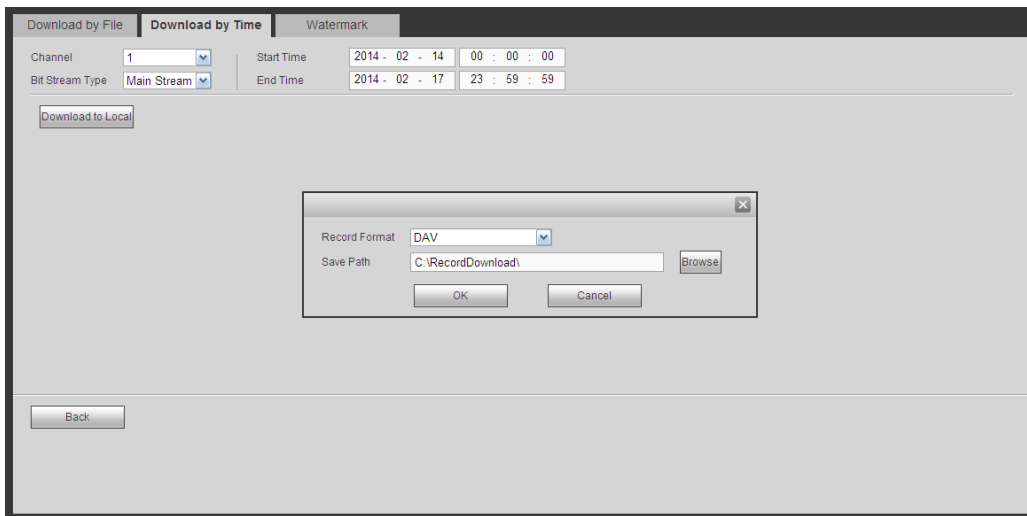 Download by File Download by Time Watermark
Channel 1 Start Time 2014 - 02 - 14 00 : 00 : 00
Bit Stream Type Main Stream End Time 2014 - 02 - 17 23 : 59 : 59
Download to Local
Record Format DAV
Save Path C:\RecordDownload\ Browse
OK Cancel
Back